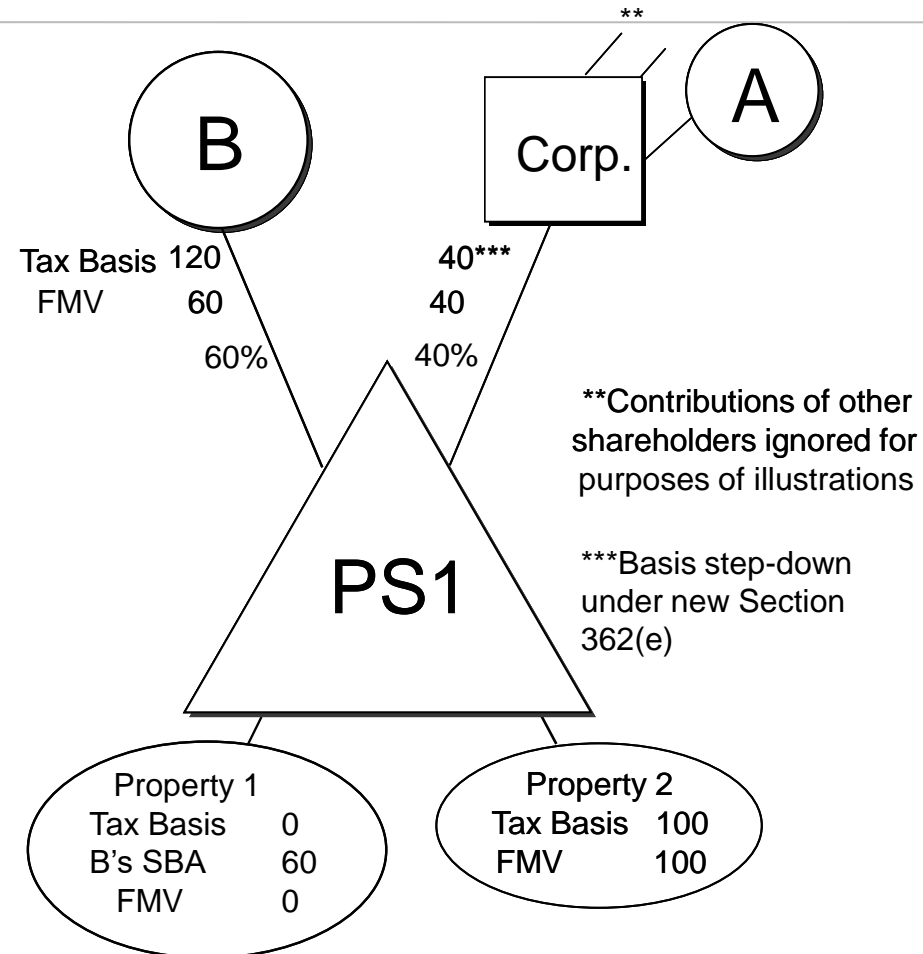 **
B
Corp.
A
Tax Basis 120
FMV 60
60%
40***
40
40%
**Contributions of other
shareholders ignored for
purposes of illustrations
***Basis step-down
under new Section
362(e)
PS1
Property 1
Tax Basis 0
B's SBA 60
FMV 0
Property 2
Tax Basis 100
FMV 100